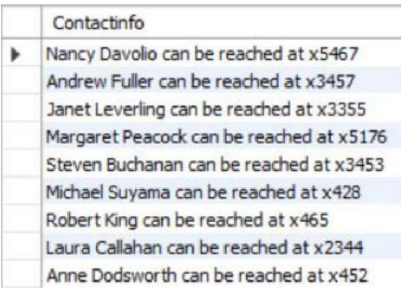 Contactinfo
Nancy Davolio can be reached at x5467
Andrew Fuller can be reached at x3457
Janet Leverling can be reached at x3355
Margaret Peacock can be reached at x5176
Steven Buchanan can be reached at x3453
Michael Suyama can be reached at x428
Robert King can be reached at x465
Laura Callahan can be reached at x2344
Anne Dodsworth can be reached at x452